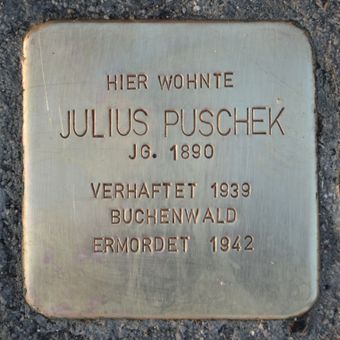 HIER WOHNTE
JULIUS PUSCHEK
JG. 1890
VERHAFTET 1939
BUCHENWALD
ERMORDET 1942